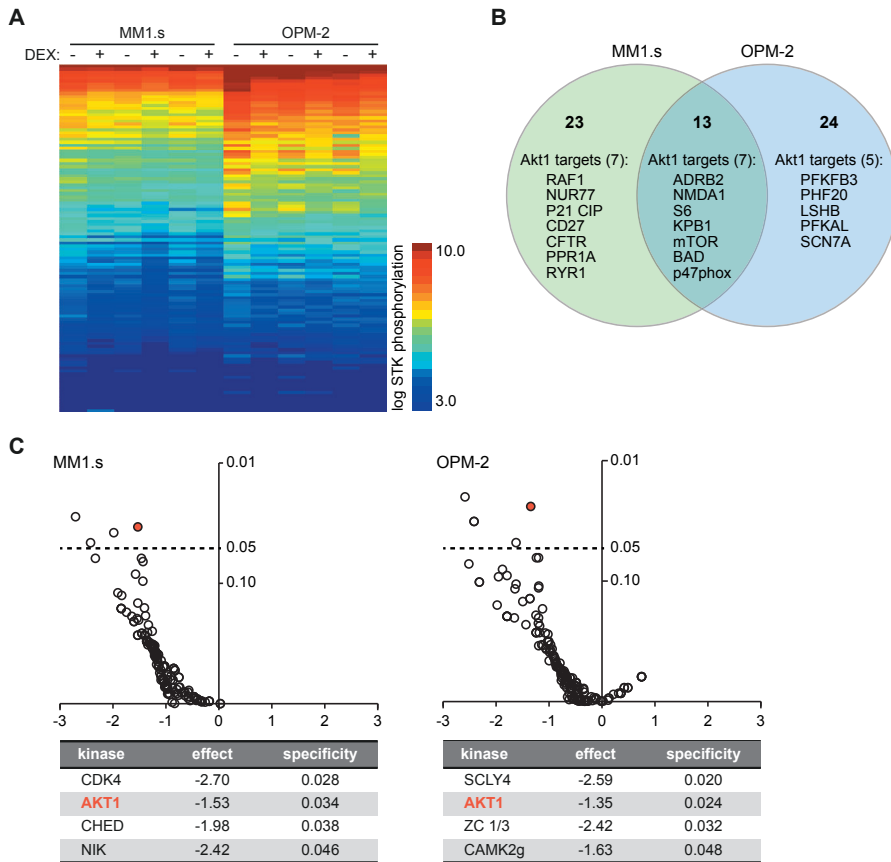 A
MM1.s OPM-2
DEX: - + - + - + - + - + - +
10.0
log STK phosphorylation
3.0
B
MM1.s OPM-2
23 13 24
Akt1 targets (7): Akt1 targets (7): Akt1 targets (5):
RAF1 ADRB2 PFKFB3
NUR77 NMDA1 PHF20
P21 CIP S6 LSHB
CD27 KPB1 PFKAL
CFTR mTOR SCN7A
PPR1A BAD
RYR1 p47phox
C
MM1.s
0.01
0.05
0.10
-3 -2 -1 0 1 2 3
kinase effect specificity
CDK4 -2.70 0.028
AKT1 -1.53 0.034
CHED -1.98 0.038
NIK -2.42 0.046
OPM-2
0.01
0.05
0.10
-3 -2 -1 0 1 2 3
kinase effect specificity
SCLY4 -2.59 0.020
AKT1 -1.35 0.024
ZC 1/3 -2.42 0.032
CAMK2g -1.63 0.048